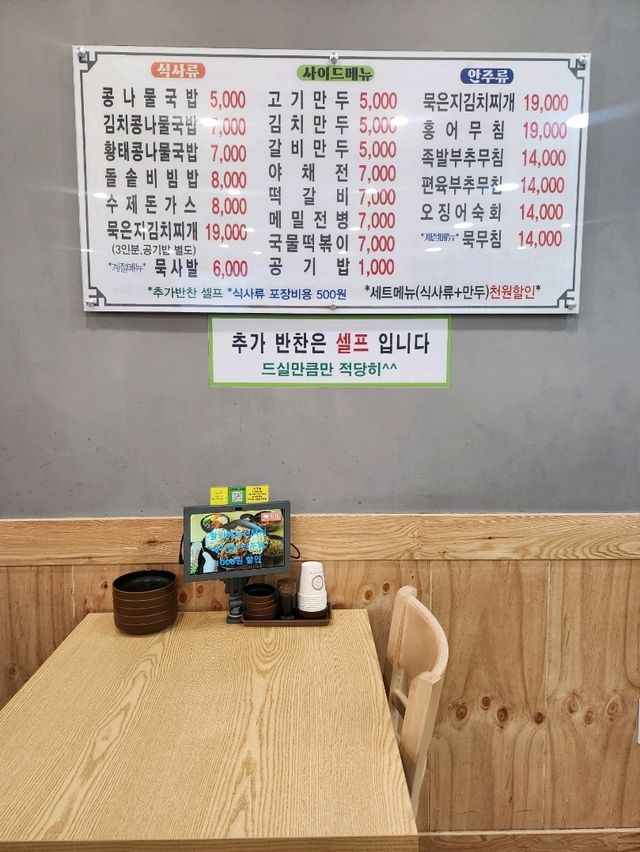 식사류
콩나물국밥 5,000
김치콩나물국밥 7,000
황태콩나물국밥 7,000
돌솥비빔밥 8,000
수제돈가스 8,000
묵은지김치찌개 19,000
(3인분,공기밥 별도)
*계절메뉴* 묵사발 6,000
사이드메뉴
고기만두 5,000
김치만두 5,000
갈비만두 5,000
야채전 7,000
떡갈비 7,000
메밀전병 7,000
국물떡볶이 7,000
공기밥 1,000
안주류
묵은지김치찌개 19,000
홍어무침 19,000
족발부추무침 14,000
편육부추무침 14,000
오징어숙회 14,000
*계절메뉴* 묵무침 14,000
*추가반찬 셀프 *식사류 포장비용 500원 *세트메뉴(식사류+만두)천원할인*
추가 반찬은 셀프 입니다
드실만큼만 적당히^^